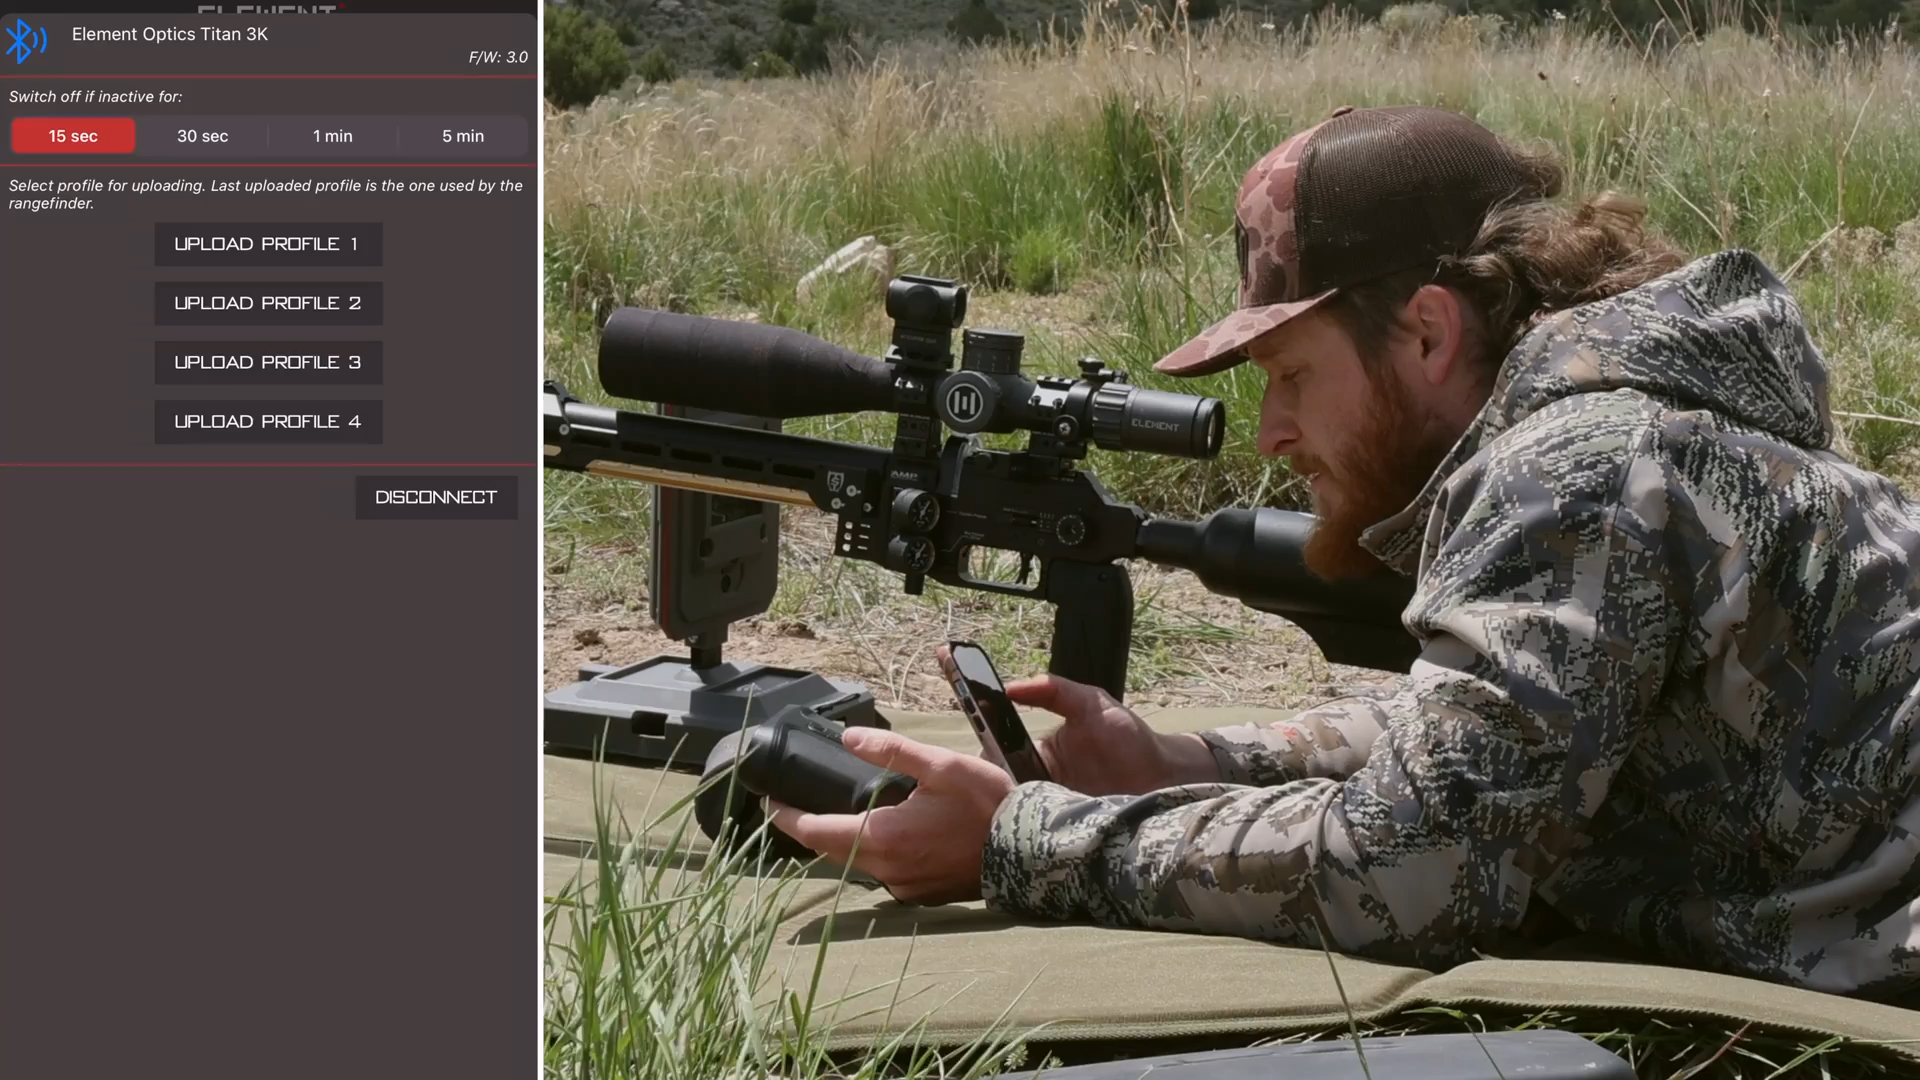 ELEMENT
Element Optics Titan 3K
F/W: 3.0
Switch off if inactive for:
15 sec
30 sec
1 min
5 min
Select profile for uploading. Last uploaded profile is the one used by the
rangefinder.
UPLOAD PROFILE 1
UPLOAD PROFILE 2
UPLOAD PROFILE 3
UPLOAD PROFILE 4
DISCONNECT
ELEMENT
AMP